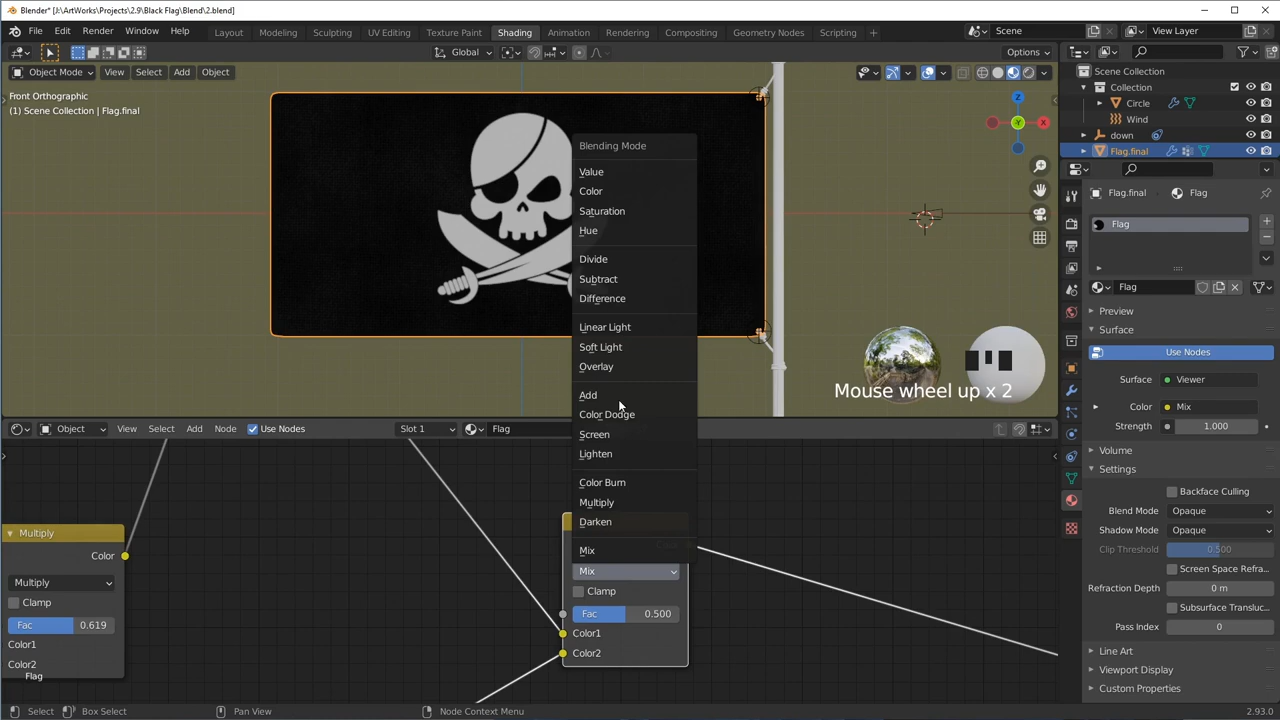 Blender* [J:\ArtWorks\Projects\2.9\Black Flag\Blend\2.blend]
File Edit Render Window Help Layout Modeling Sculpting UV Editing Texture Paint Shading Animation Rendering Compositing Geometry Nodes Scripting + Scene View Layer
Global Options
Object Mode View Select Add Object
Front Orthographic
(1) Scene Collection | Flag.final
Z
Y
X
Scene Collection
Collection
Circle
Wind
down
Flag.final
Flag.final Flag
Flag
Flag
Preview
Surface
Use Nodes
Surface Viewer
Color Mix
Strength 1.000
Volume
Settings
Backface Culling
Blend Mode Opaque
Shadow Mode Opaque
Clip Threshold 0.500
Screen Space Refra...
Refraction Depth 0 m
Subsurface Transluc...
Pass Index 0
Line Art
Viewport Display
Custom Properties
Blending Mode
Value
Color
Saturation
Hue
Divide
Subtract
Difference
Linear Light
Soft Light
Overlay
Add
Color Dodge
Screen
Lighten
Color Burn
Multiply
Darken
Mix
Mix
Clamp
Fac 0.500
Color1
Color2
Mouse wheel up x 2
Object View Select Add Node Use Nodes Slot 1 Flag
Multiply
Color
Multiply
Clamp
Fac 0.619
Color1
Color2
Flag
Select Box Select Pan View Node Context Menu 2.93.0